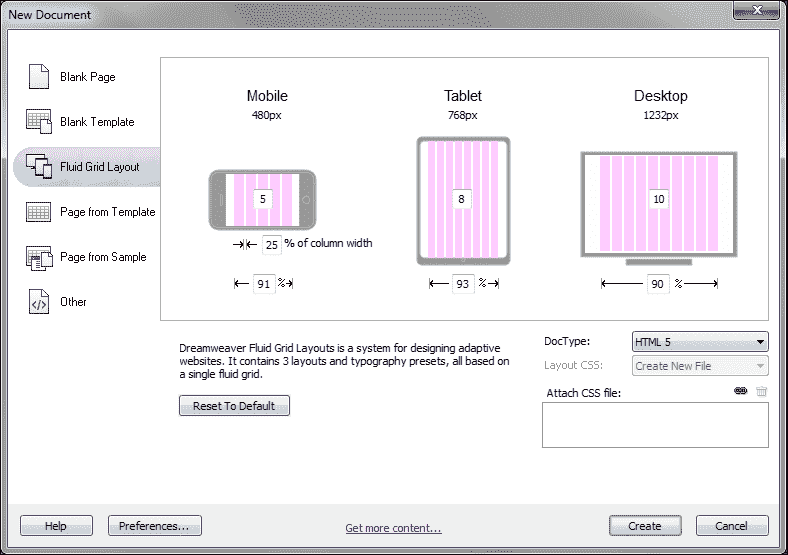 New Document
Blank Page
Blank Template
Fluid Grid Layout
Page from Template
Page from Sample
Other
Mobile
480px
5
25 % of column width
91 %
Tablet
768px
8
93 %
Desktop
1232px
10
90 %
Dreamweaver Fluid Grid Layouts is a system for designing adaptive
websites. It contains 3 layouts and typography presets, all based on
a single fluid grid.
Reset To Default
DocType: HTML 5
Layout CSS: Create New File
Attach CSS file:
Help
Preferences...
Get more content...
Create
Cancel